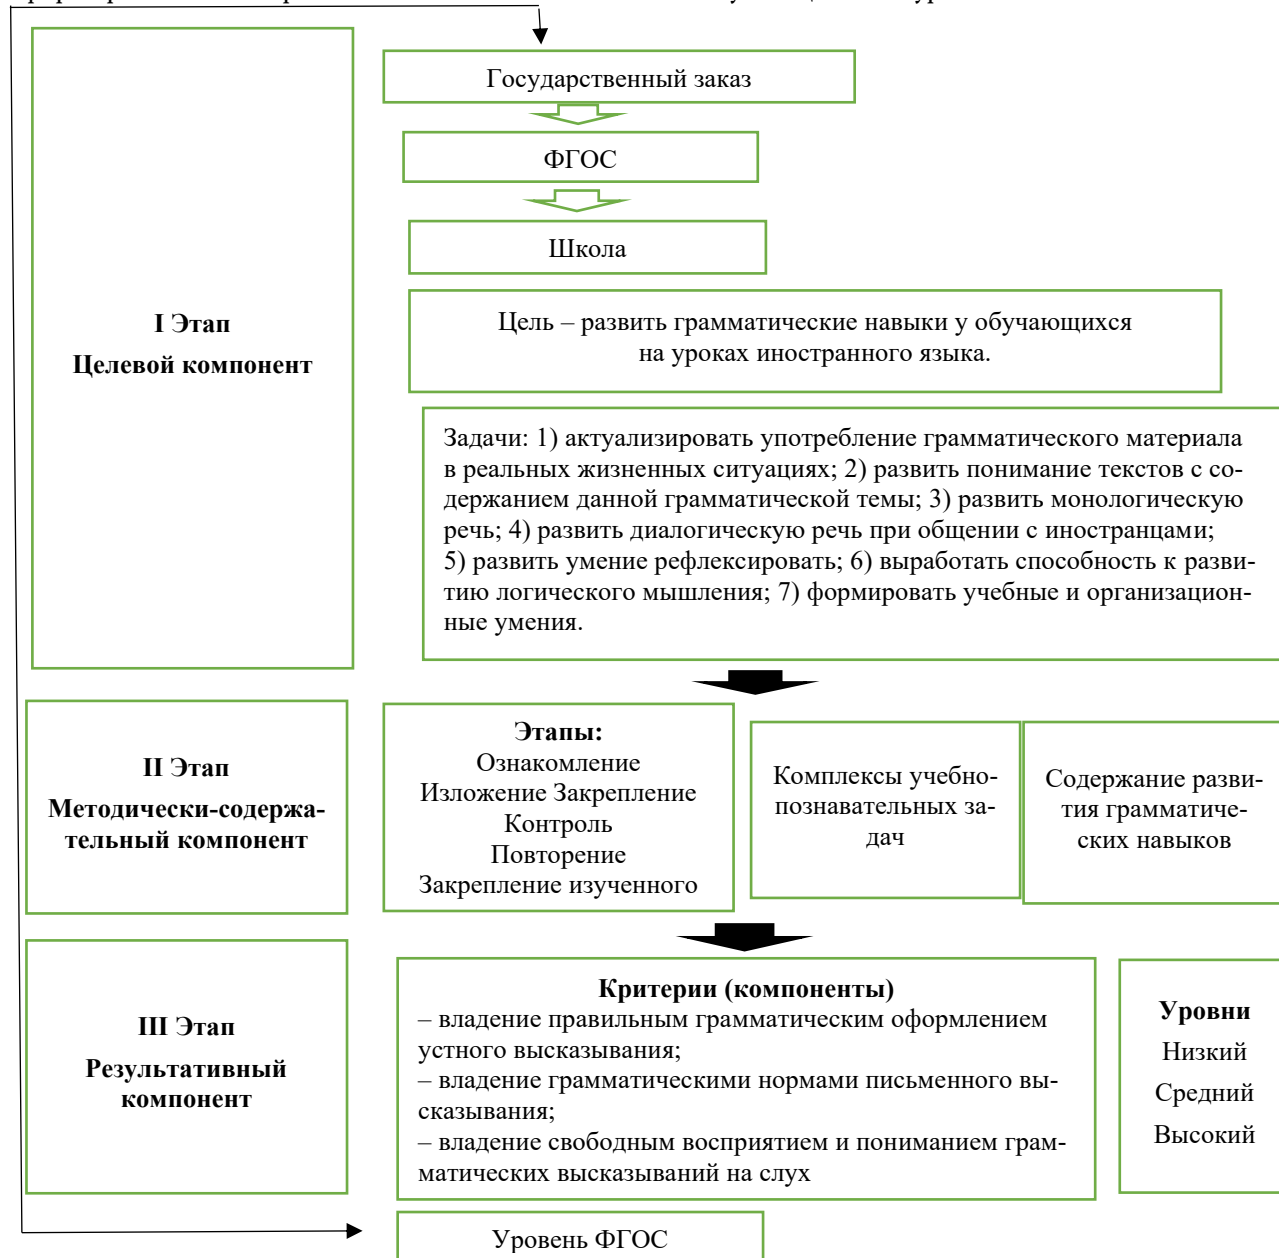 Государственный заказ
ФГОС
Школа
I Этап
Целевой компонент
Цель – развить грамматические навыки у обучающихся
на уроках иностранного языка.
Задачи: 1) актуализировать употребление грамматического материала
в реальных жизненных ситуациях; 2) развить понимание текстов с со-
держанием данной грамматической темы; 3) развить монологическую
речь; 4) развить диалогическую речь при общении с иностранцами;
5) развить умение рефлексировать; 6) выработать способность к разви-
тию логического мышления; 7) формировать учебные и организацион-
ные умения.
II Этап
Методически-содержа-
тельный компонент
Этапы:
Ознакомление
Изложение Закрепление
Контроль
Повторение
Закрепление изученного
Комплексы учебно-
познавательных за-
дач
Содержание разви-
тия грамматиче-
ских навыков
III Этап
Результативный
компонент
Критерии (компоненты)
– владение правильным грамматическим оформлением
устного высказывания;
– владение грамматическими нормами письменного вы-
сказывания;
– владение свободным восприятием и пониманием грам-
матических высказываний на слух
Уровни
Низкий
Средний
Высокий
Уровень ФГОС